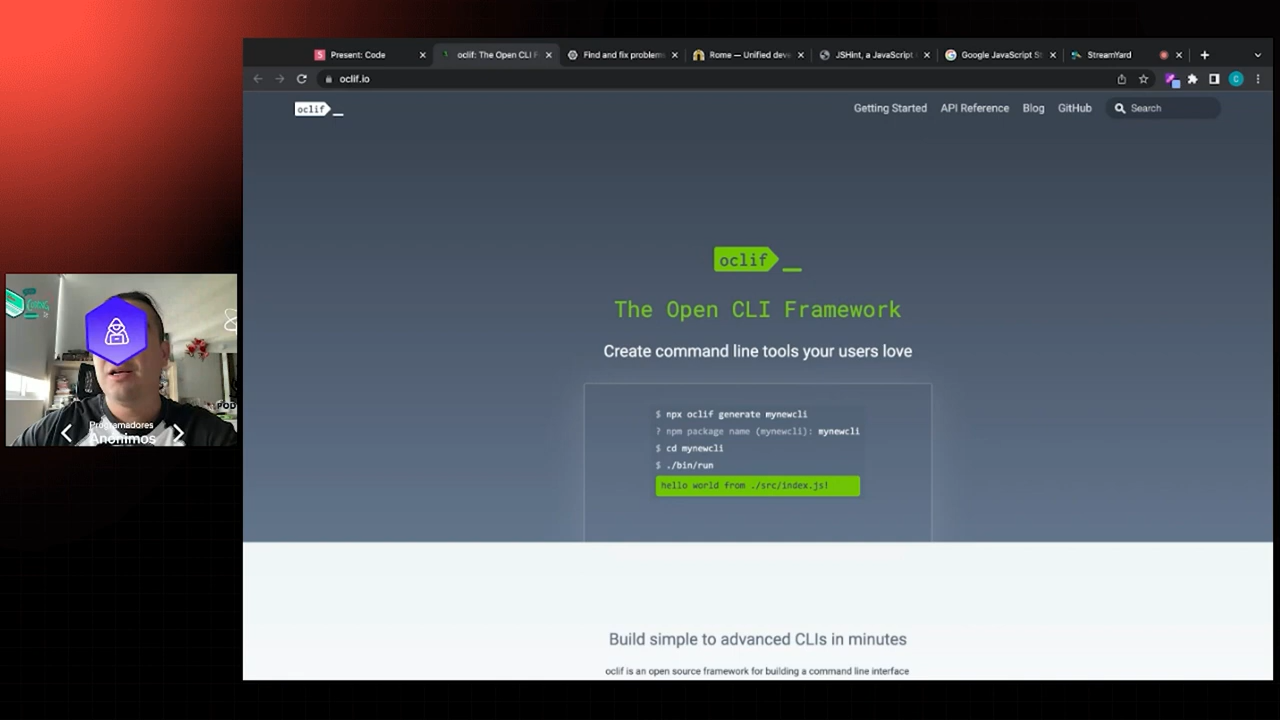 Present: Code
oclif: The Open CLI F
Find and fix problems
Rome — Unified deve
JSHint, a JavaScript
Google JavaScript St
StreamYard
oclif.io
C
oclif
Getting Started
API Reference
Blog
GitHub
Search
oclif
The Open CLI Framework
Create command line tools your users love
$ npx oclif generate mynewcli
? npm package name (mynewcli): mynewcli
$ cd mynewcli
$ ./bin/run
hello world from ./src/index.js!
Build simple to advanced CLIs in minutes
oclif is an open source framework for building a command line interface
Programadores
Anónimos